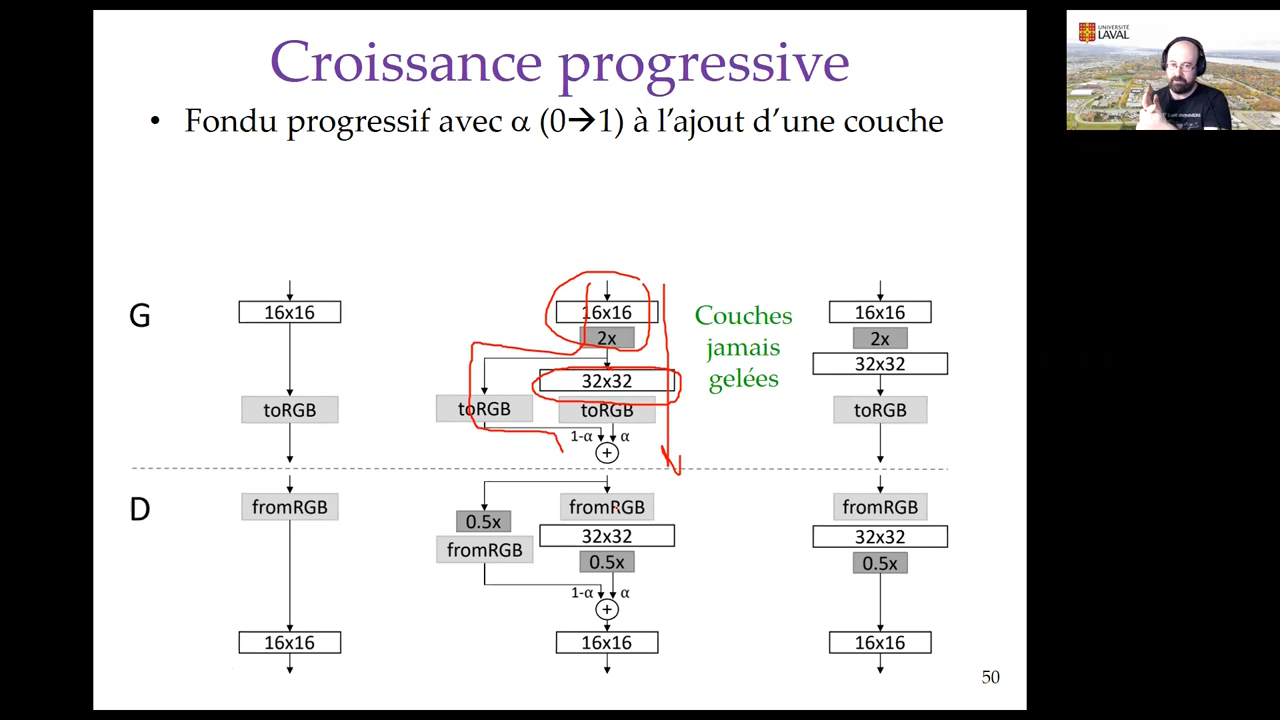 Croissance progressive
• Fondu progressif avec α (0→1) à l'ajout d'une couche
UNIVERSITÉ
LAVAL
G
16x16
toRGB
16x16
2x
32x32
toRGB
toRGB
1-α
α
+
Couches
jamais
gelées
16x16
2x
32x32
toRGB
D
fromRGB
16x16
0.5x
fromRGB
fromRGB
32x32
0.5x
1-α
α
+
16x16
fromRGB
32x32
0.5x
16x16
50